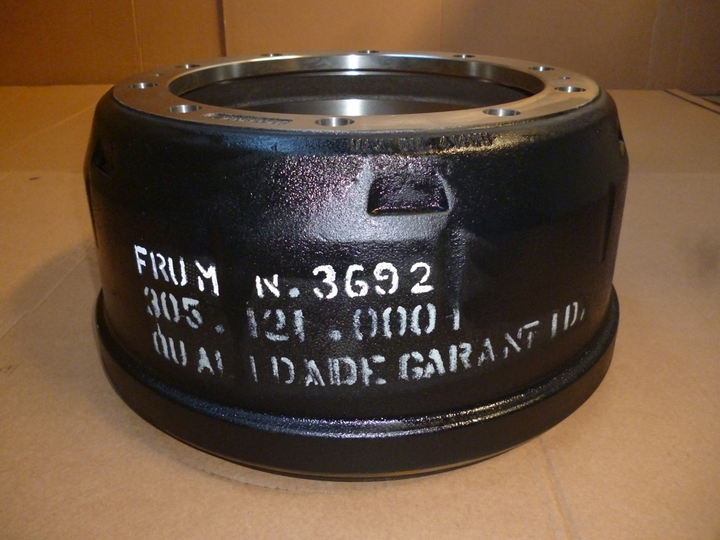 FRUM N. 3692
305.121.0001
QUALIDADE GARANTID